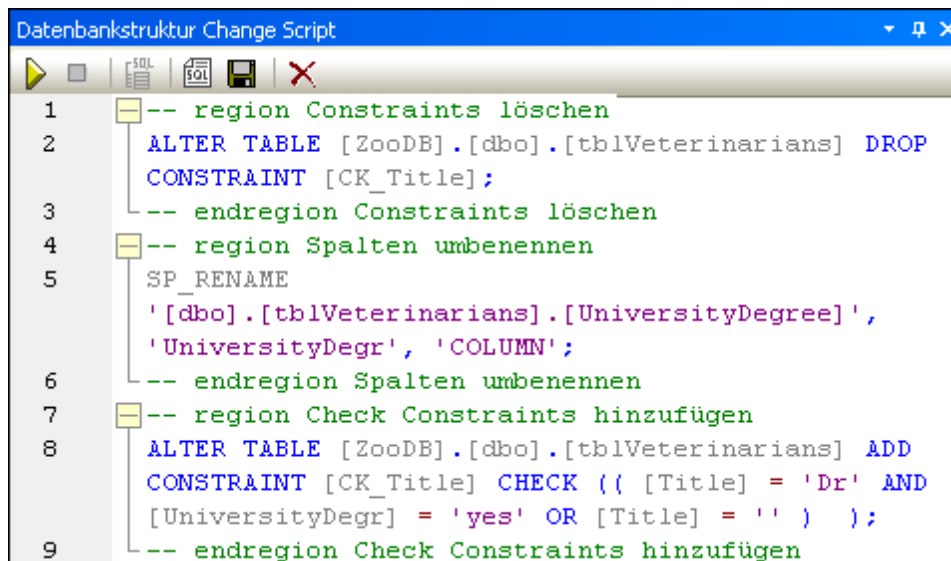 Datenbankstruktur Change Script
SQL
SQL
1 -- region Constraints löschen
2 ALTER TABLE [ZooDB].[dbo].[tblVeterinarians] DROP
CONSTRAINT [CK_Title];
3 -- endregion Constraints löschen
4 -- region Spalten umbenennen
5 SP_RENAME
'[dbo].[tblVeterinarians].[UniversityDegree]',
'UniversityDegr', 'COLUMN';
6 -- endregion Spalten umbenennen
7 -- region Check Constraints hinzufügen
8 ALTER TABLE [ZooDB].[dbo].[tblVeterinarians] ADD
CONSTRAINT [CK_Title] CHECK (( [Title] = 'Dr' AND
[UniversityDegr] = 'yes' OR [Title] = '' )  );
9 -- endregion Check Constraints hinzufügen